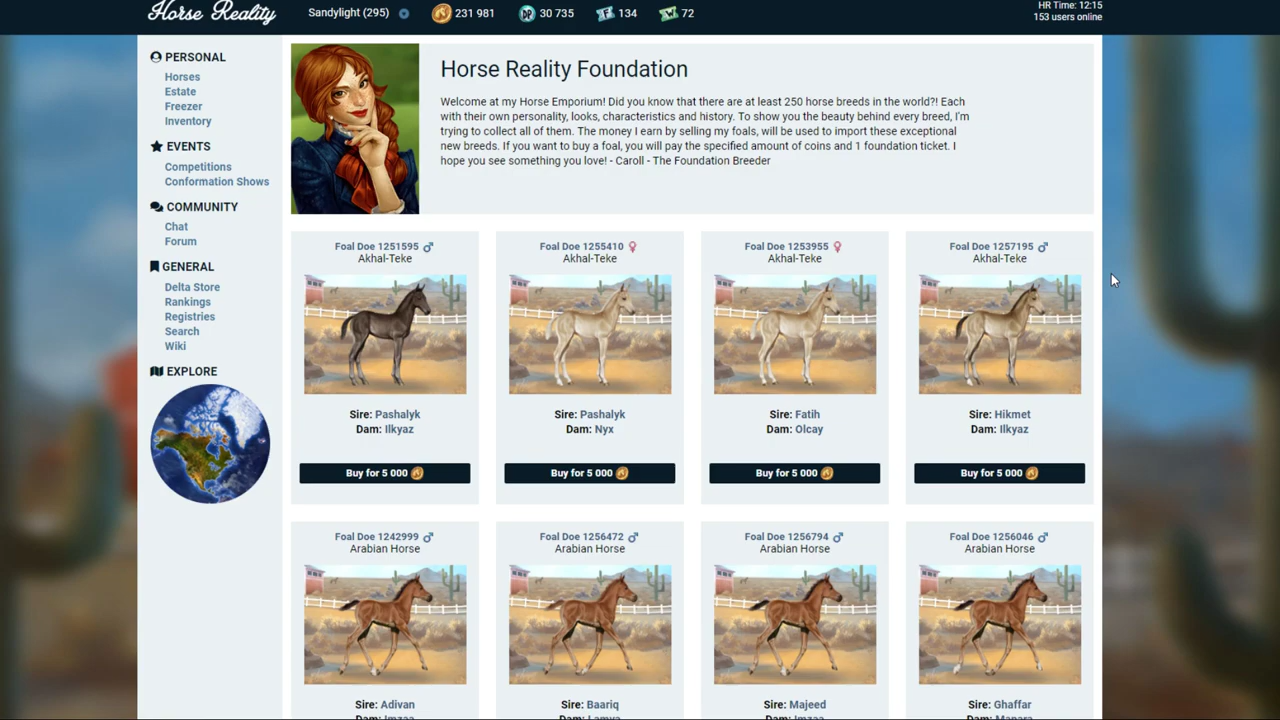 Horse Reality
Sandylight (295)
231 981
DP
30 735
F
134
W
72
HR Time: 12:15
153 users online
PERSONAL
Horses
Estate
Freezer
Inventory
EVENTS
Competitions
Conformation Shows
COMMUNITY
Chat
Forum
GENERAL
Delta Store
Rankings
Registries
Search
Wiki
EXPLORE
Horse Reality Foundation
Welcome at my Horse Emporium! Did you know that there are at least 250 horse breeds in the world?! Each
with their own personality, looks, characteristics and history. To show you the beauty behind every breed, I'm
trying to collect all of them. The money I earn by selling my foals, will be used to import these exceptional
new breeds. If you want to buy a foal, you will pay the specified amount of coins and 1 foundation ticket. I
hope you see something you love! - Caroll - The Foundation Breeder
Foal Doe 1251595
Akhal-Teke
Sire: Pashalyk
Dam: Ilkyaz
Buy for 5 000
Foal Doe 1255410
Akhal-Teke
Sire: Pashalyk
Dam: Nyx
Buy for 5 000
Foal Doe 1253955
Akhal-Teke
Sire: Fatih
Dam: Olcay
Buy for 5 000
Foal Doe 1257195
Akhal-Teke
Sire: Hikmet
Dam: Ilkyaz
Buy for 5 000
Foal Doe 1242999
Arabian Horse
Sire: Adivan
Dam: Imzaa
Foal Doe 1256472
Arabian Horse
Sire: Baariq
Dam: Lamya
Foal Doe 1256794
Arabian Horse
Sire: Majeed
Dam: Imzaa
Foal Doe 1256046
Arabian Horse
Sire: Ghaffar
Dam: Manara